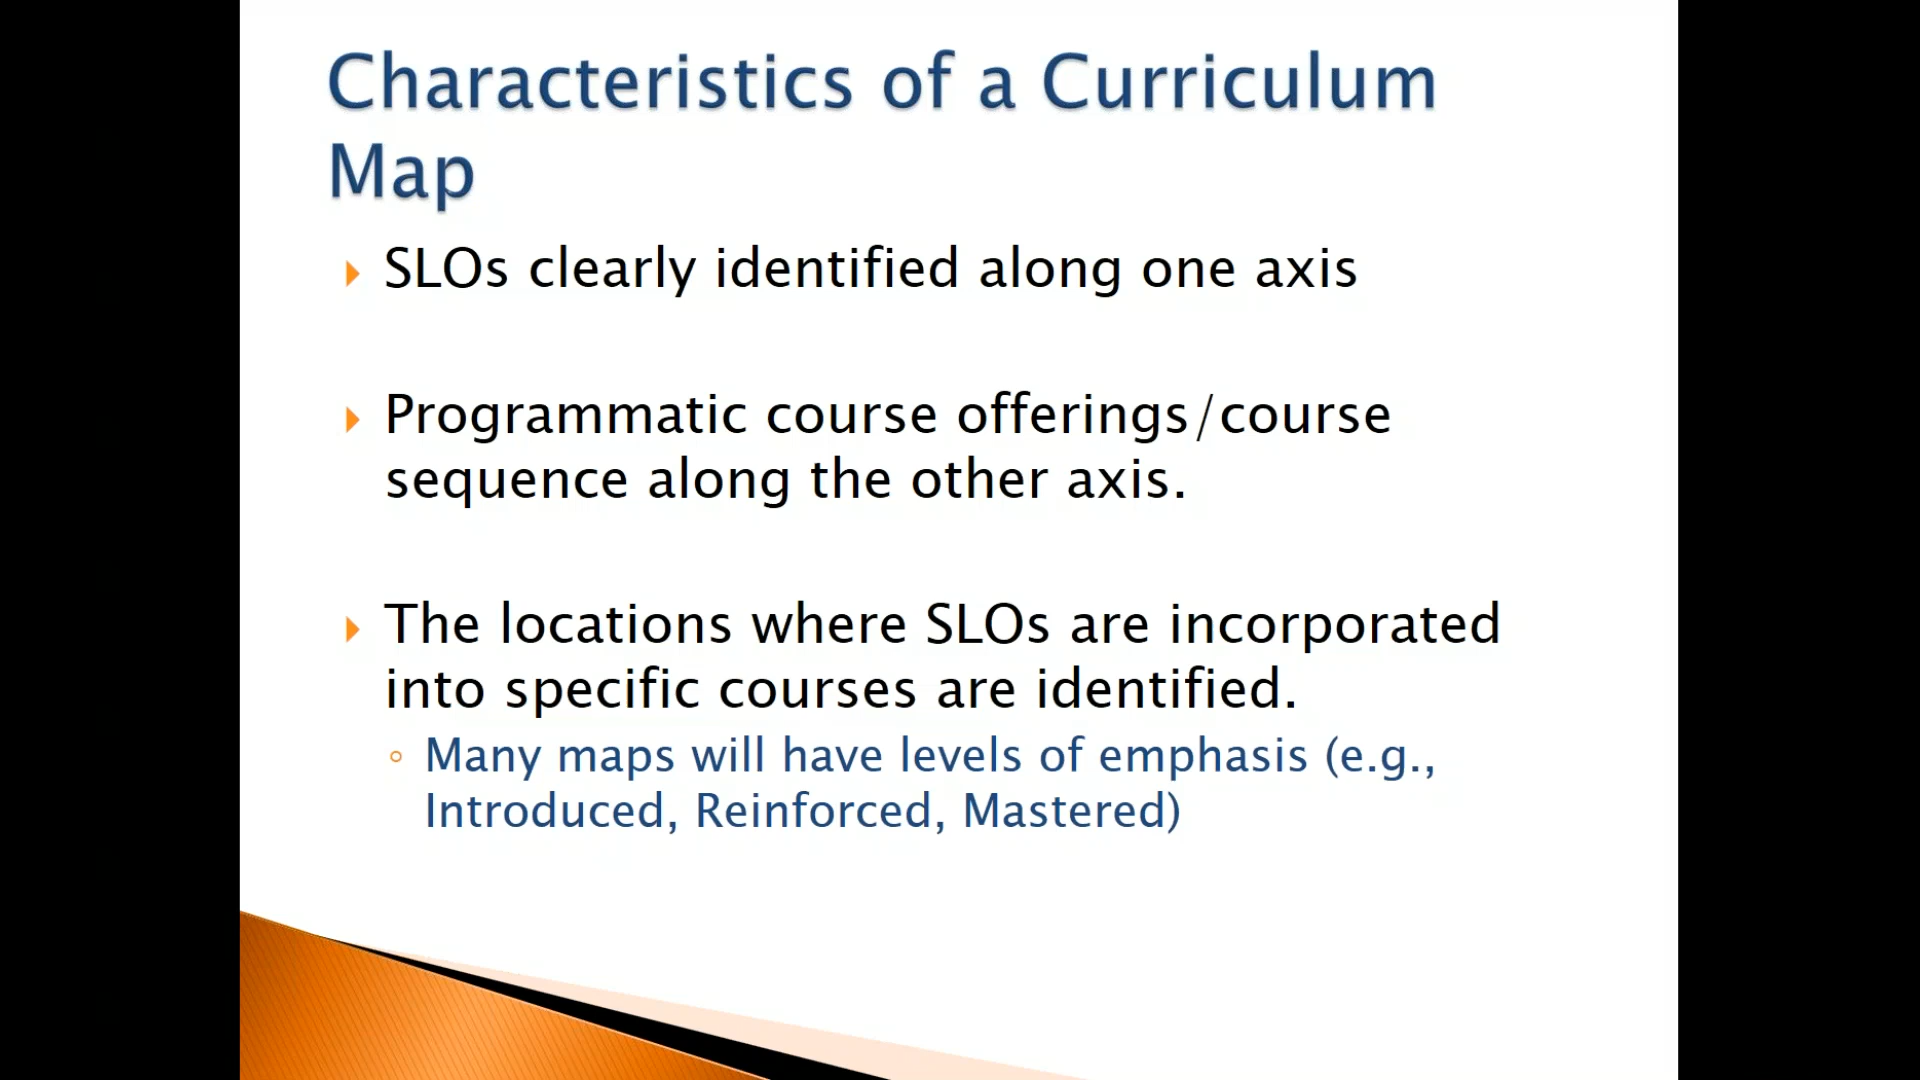 Characteristics of a Curriculum
Map
SLOs clearly identified along one axis
Programmatic course offerings/course
sequence along the other axis.
The locations where SLOs are incorporated
into specific courses are identified.
Many maps will have levels of emphasis (e.g.,
Introduced, Reinforced, Mastered)